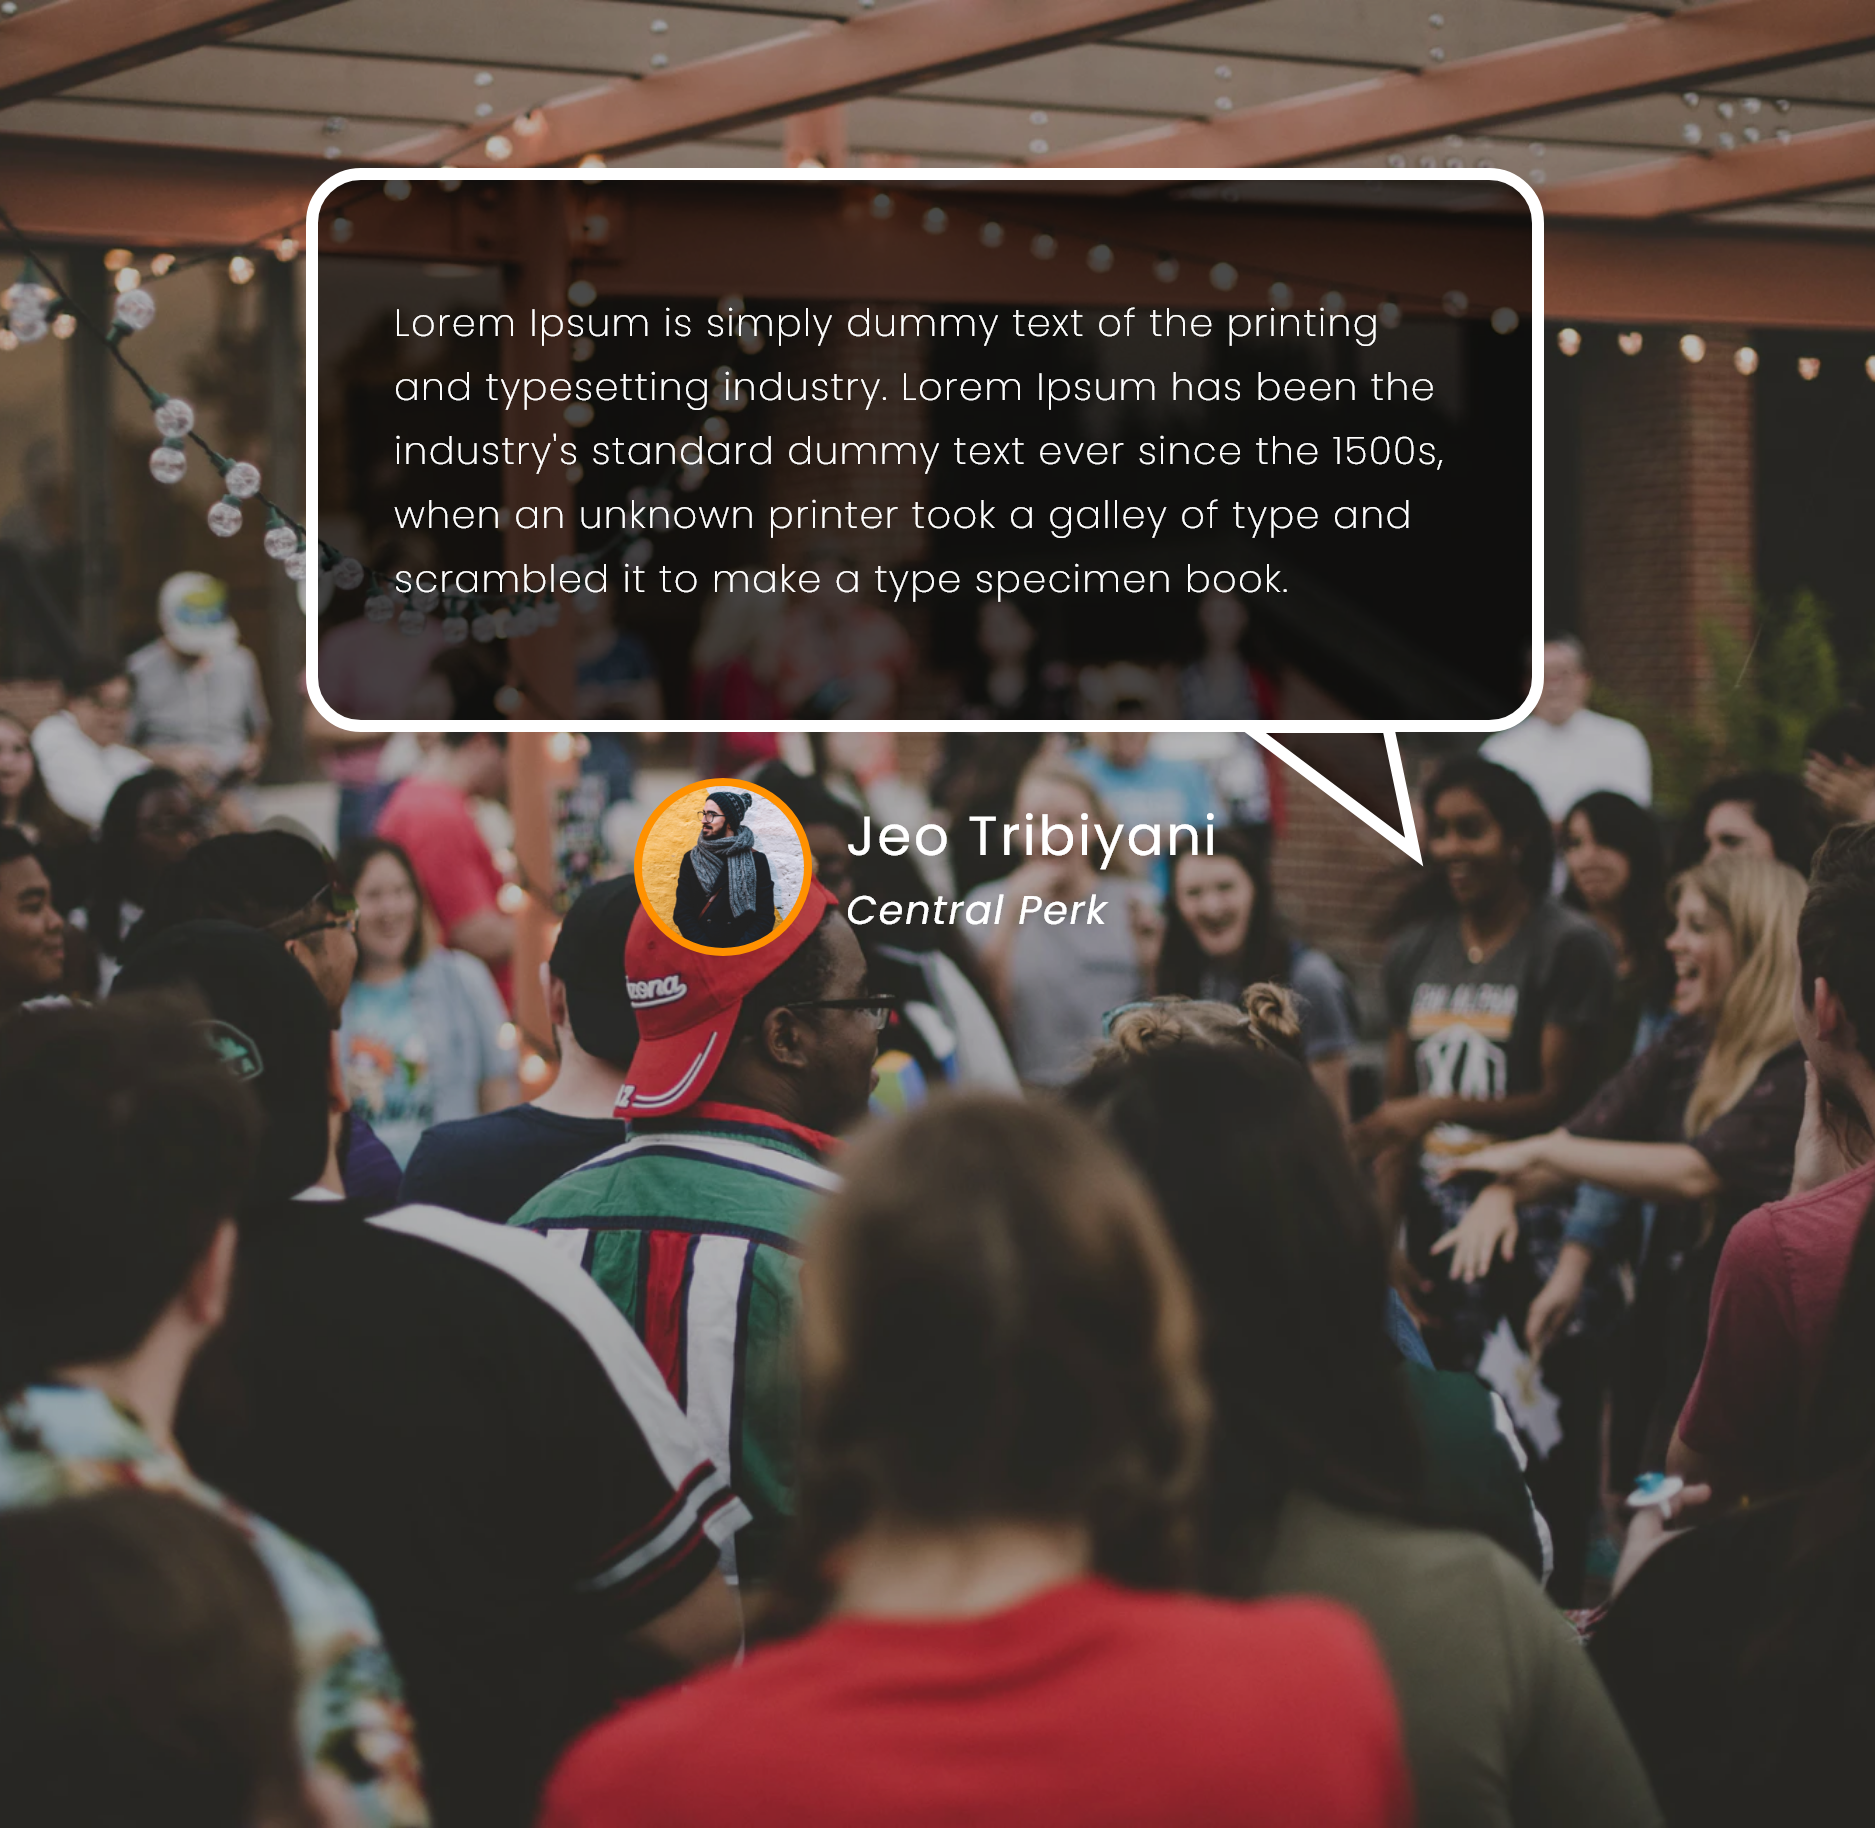 Lorem Ipsum is simply dummy text of the printing
and typesetting industry. Lorem Ipsum has been the
industry's standard dummy text ever since the 1500s,
when an unknown printer took a galley of type and
scrambled it to make a type specimen book.
Jeo Tribiyani
Central Perk